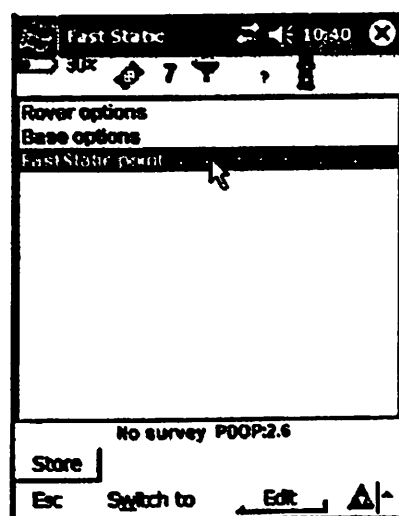 Fast Static 10:40
30% 7 ?
Rover options
Base options
FastStatic point
No survey PDOP:2.6
Store
Esc Switch to Edit